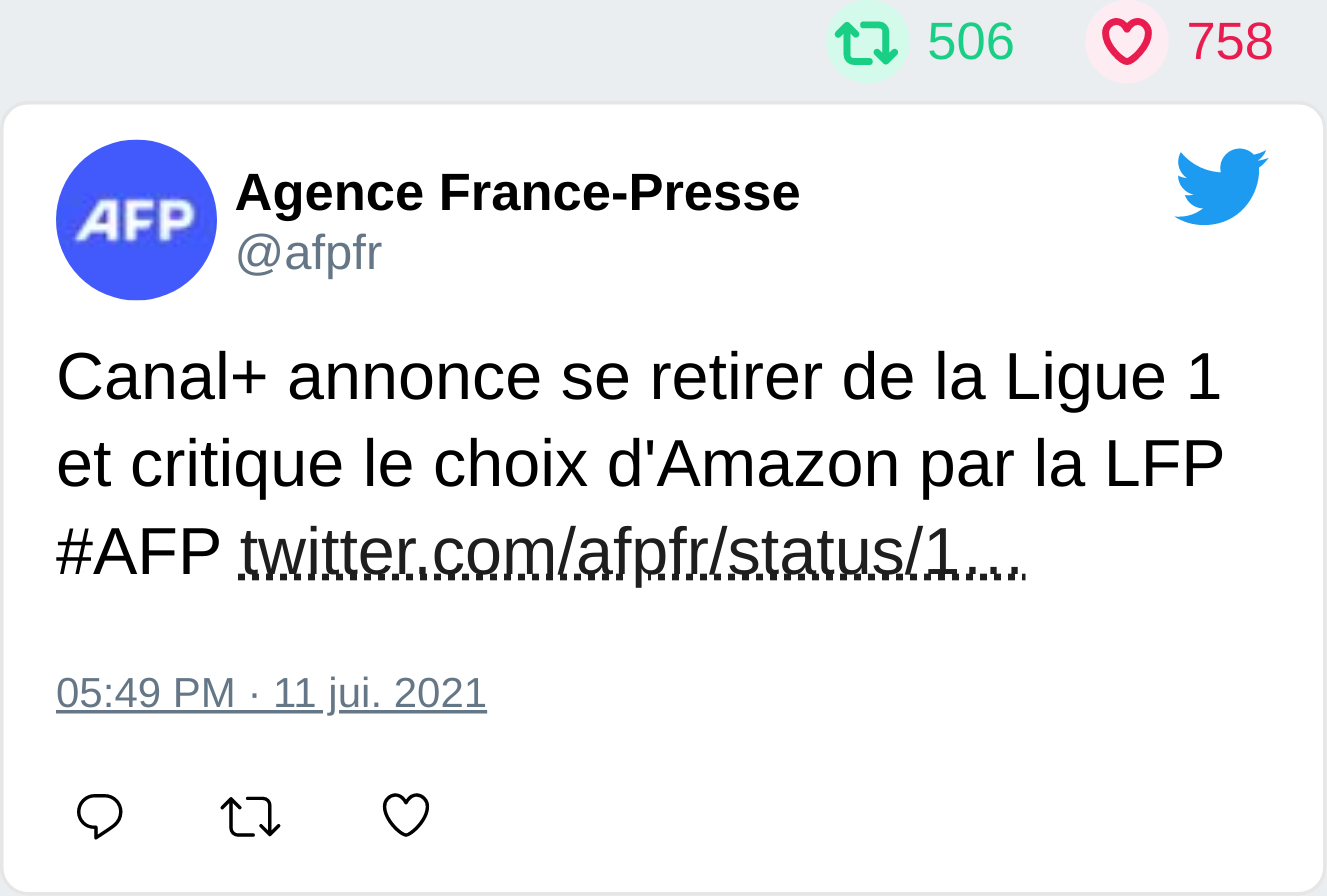 506 758
AFP
Agence France-Presse
@afpfr
Canal+ annonce se retirer de la Ligue 1
et critique le choix d'Amazon par la LFP
#AFP twitter.com/afpfr/status/1...
05:49 PM · 11 jui. 2021